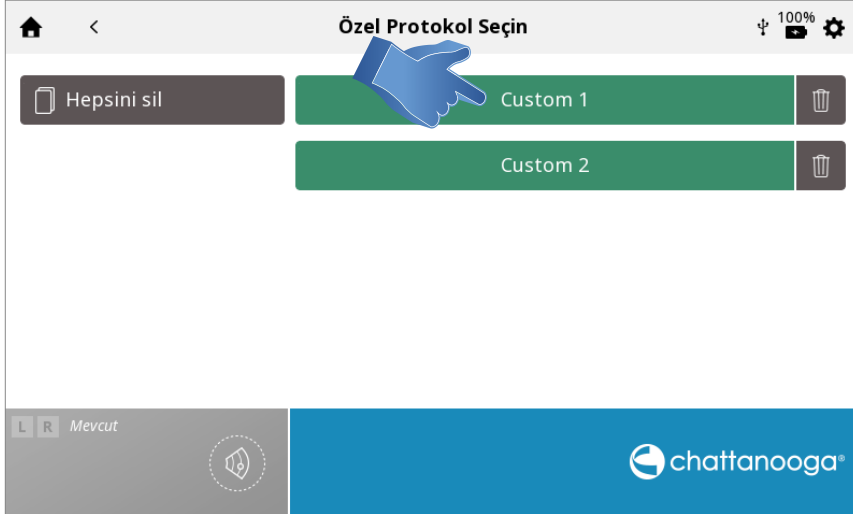 Özel Protokol Seçin
100%
Hepsini sil
Custom 1
Custom 2
L R Mevcut
chattanooga®